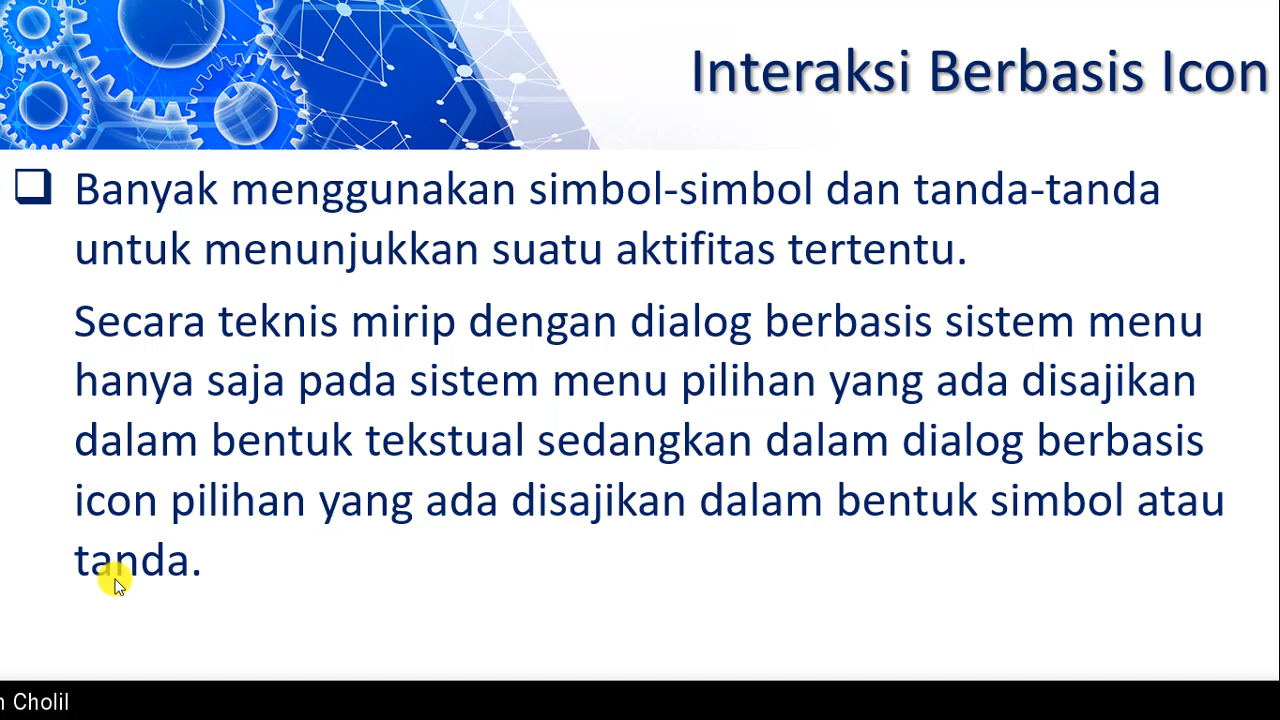 Interaksi Berbasis Icon
Banyak menggunakan simbol-simbol dan tanda-tanda
untuk menunjukkan suatu aktifitas tertentu.
Secara teknis mirip dengan dialog berbasis sistem menu
hanya saja pada sistem menu pilihan yang ada disajikan
dalam bentuk tekstual sedangkan dalam dialog berbasis
icon pilihan yang ada disajikan dalam bentuk simbol atau
tanda.
Cholil